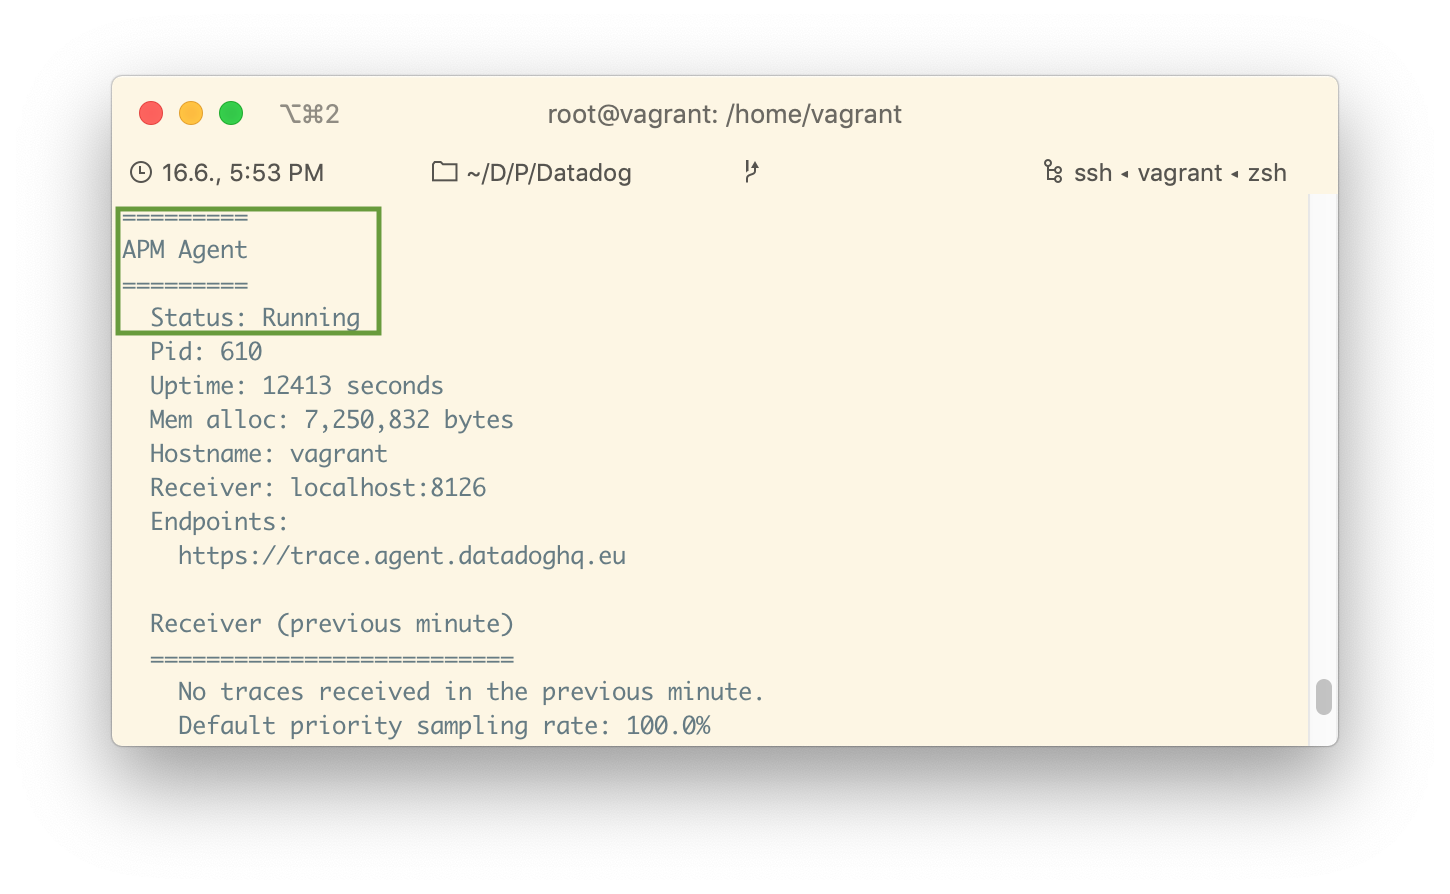 ⌥⌘2 root@vagrant: /home/vagrant
16.6., 5:53 PM ~/D/P/Datadog ssh ◂ vagrant ◂ zsh
=========
APM Agent
=========
Status: Running
Pid: 610
Uptime: 12413 seconds
Mem alloc: 7,250,832 bytes
Hostname: vagrant
Receiver: localhost:8126
Endpoints:
https://trace.agent.datadoghq.eu
Receiver (previous minute)
==========================
No traces received in the previous minute.
Default priority sampling rate: 100.0%